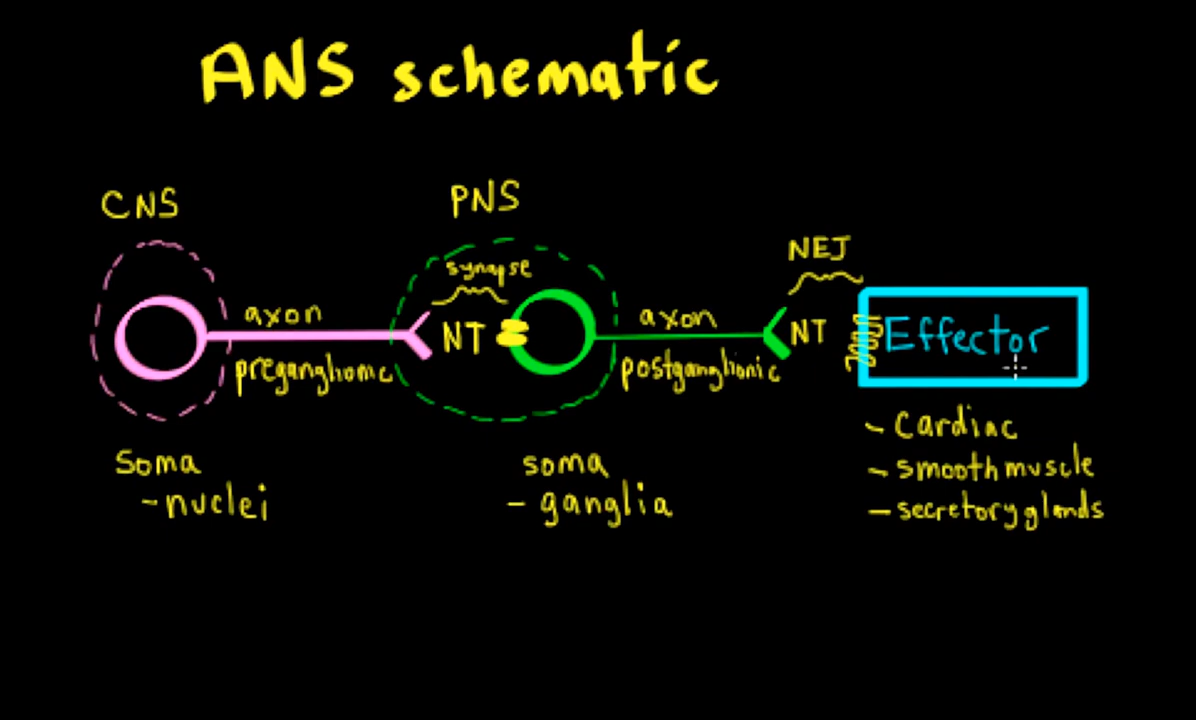 ANS schematic
CNS
PNS
NEJ
synapse
axon
NT
axon
NT
Effector
preganglionic
postganglionic
- cardiac
- smooth muscle
- secretory glands
soma
- nuclei
soma
- ganglia